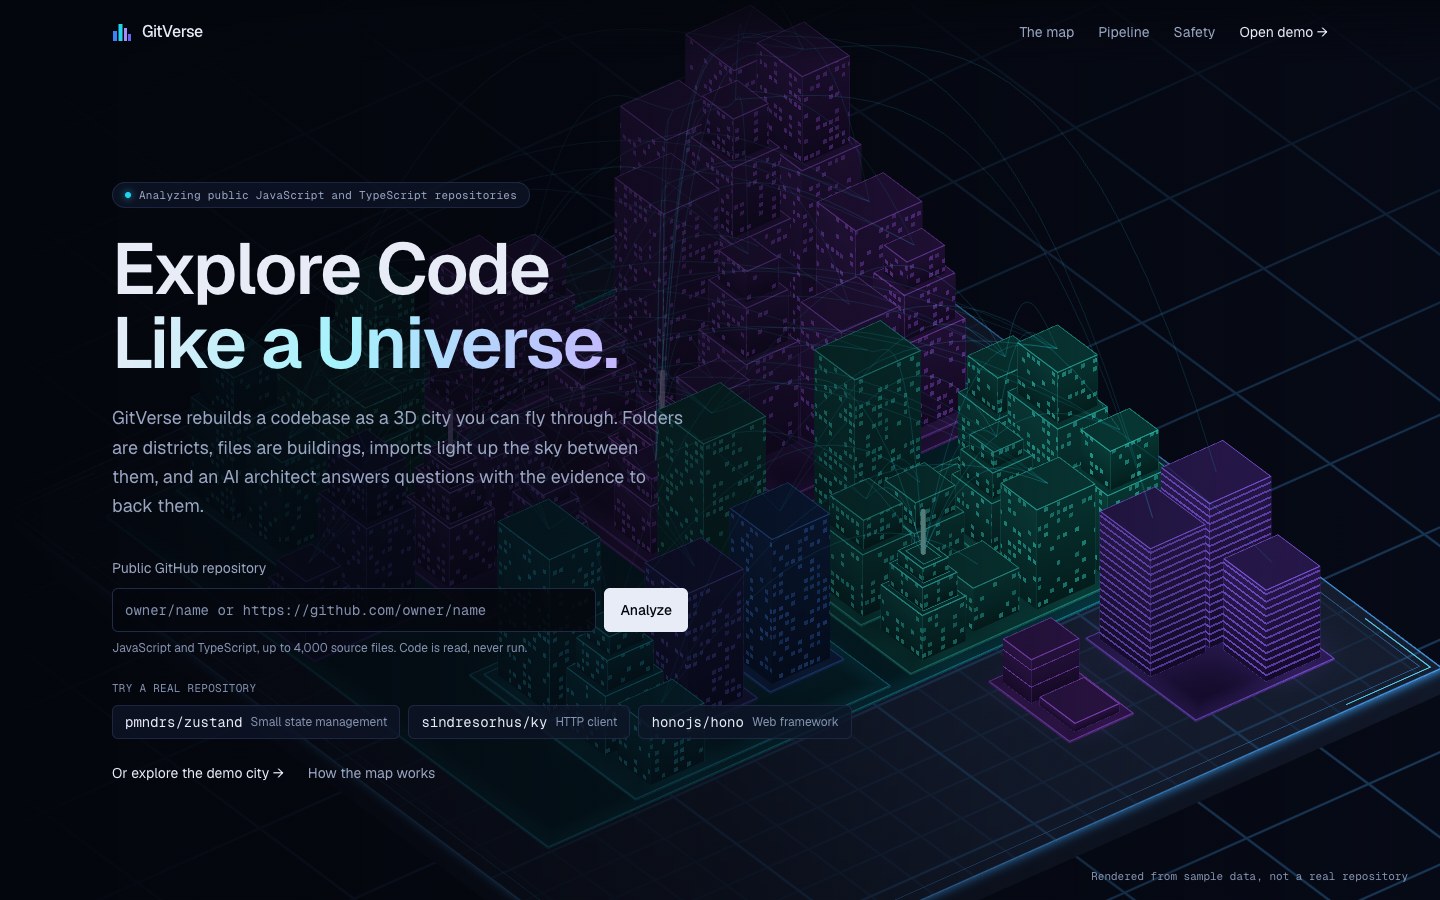 GitVerse
The map
Pipeline
Safety
Open demo →
Analyzing public JavaScript and TypeScript repositories
Explore Code
Like a Universe.
GitVerse rebuilds a codebase as a 3D city you can fly through. Folders
are districts, files are buildings, imports light up the sky between
them, and an AI architect answers questions with the evidence to
back them.
Public GitHub repository
owner/name or https://github.com/owner/name
Analyze
JavaScript and TypeScript, up to 4,000 source files. Code is read, never run.
TRY A REAL REPOSITORY
pmndrs/zustand Small state management
sindresorhus/ky HTTP client
honojs/hono Web framework
Or explore the demo city →
How the map works
Rendered from sample data, not a real repository